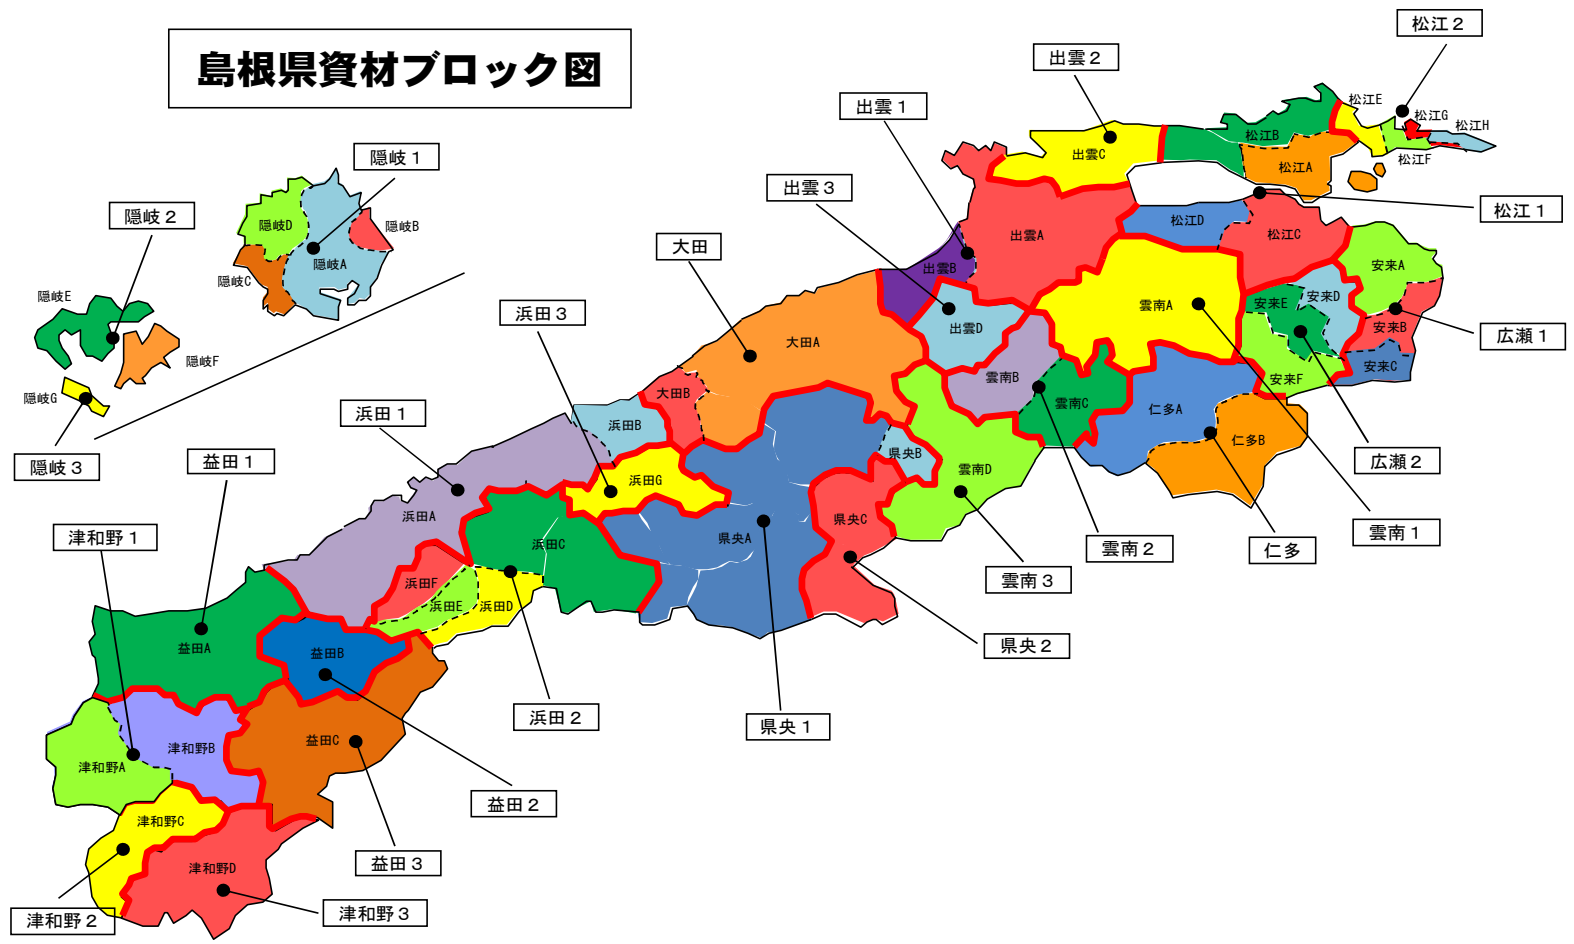 島根県資材ブロック図
松江２
出雲２
出雲１
松江E
松江G
松江H
松江B
松江F
出雲C
松江A
隠岐１
出雲３
隠岐２
松江１
隠岐D
隠岐B
松江D
大田
出雲A
松江C
隠岐A
出雲B
安来A
隠岐C
隠岐E
安来D
雲南A
安来E
浜田３
出雲D
安来B
広瀬１
大田A
隠岐F
安来C
雲南B
安来F
大田B
隠岐G
雲南C
仁多A
浜田１
浜田B
仁多B
県央B
隠岐３
益田１
広瀬２
雲南D
浜田G
浜田A
県央C
津和野１
県央A
雲南１
浜田C
雲南２
仁多
浜田F
雲南３
浜田E
浜田D
益田A
県央２
益田B
浜田２
県央１
益田C
津和野B
津和野A
益田２
津和野C
益田３
津和野D
津和野３
津和野２